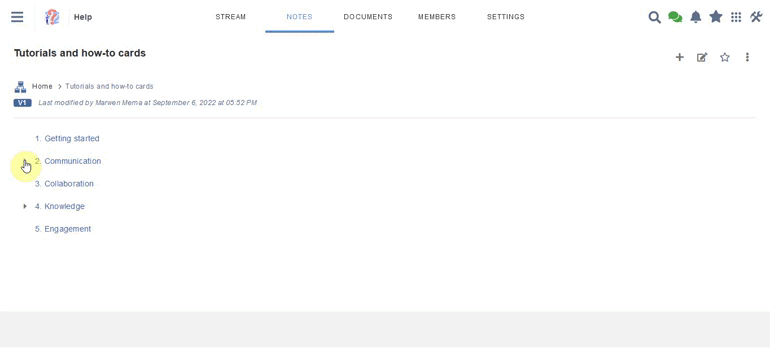 Help STREAM NOTES DOCUMENTS MEMBERS SETTINGS
Tutorials and how-to cards
Home > Tutorials and how-to cards
V1 Last modified by Marwen Mema at September 6, 2022 at 05:52 PM
1. Getting started
2. Communication
3. Collaboration
4. Knowledge
5. Engagement